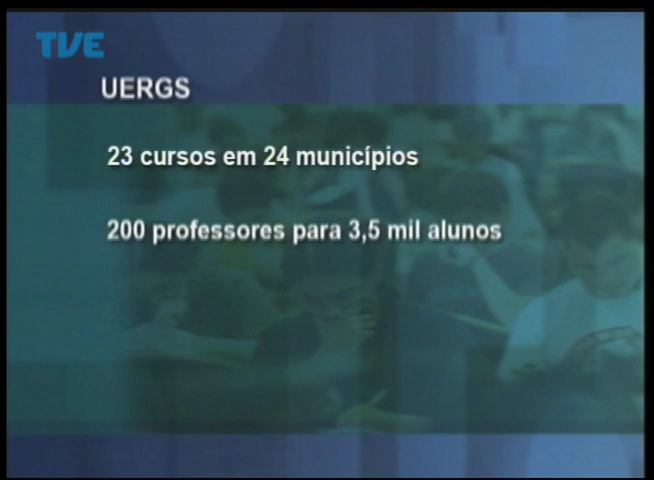 TVE
UERGS
23 cursos em 24 municípios
200 professores para 3,5 mil alunos